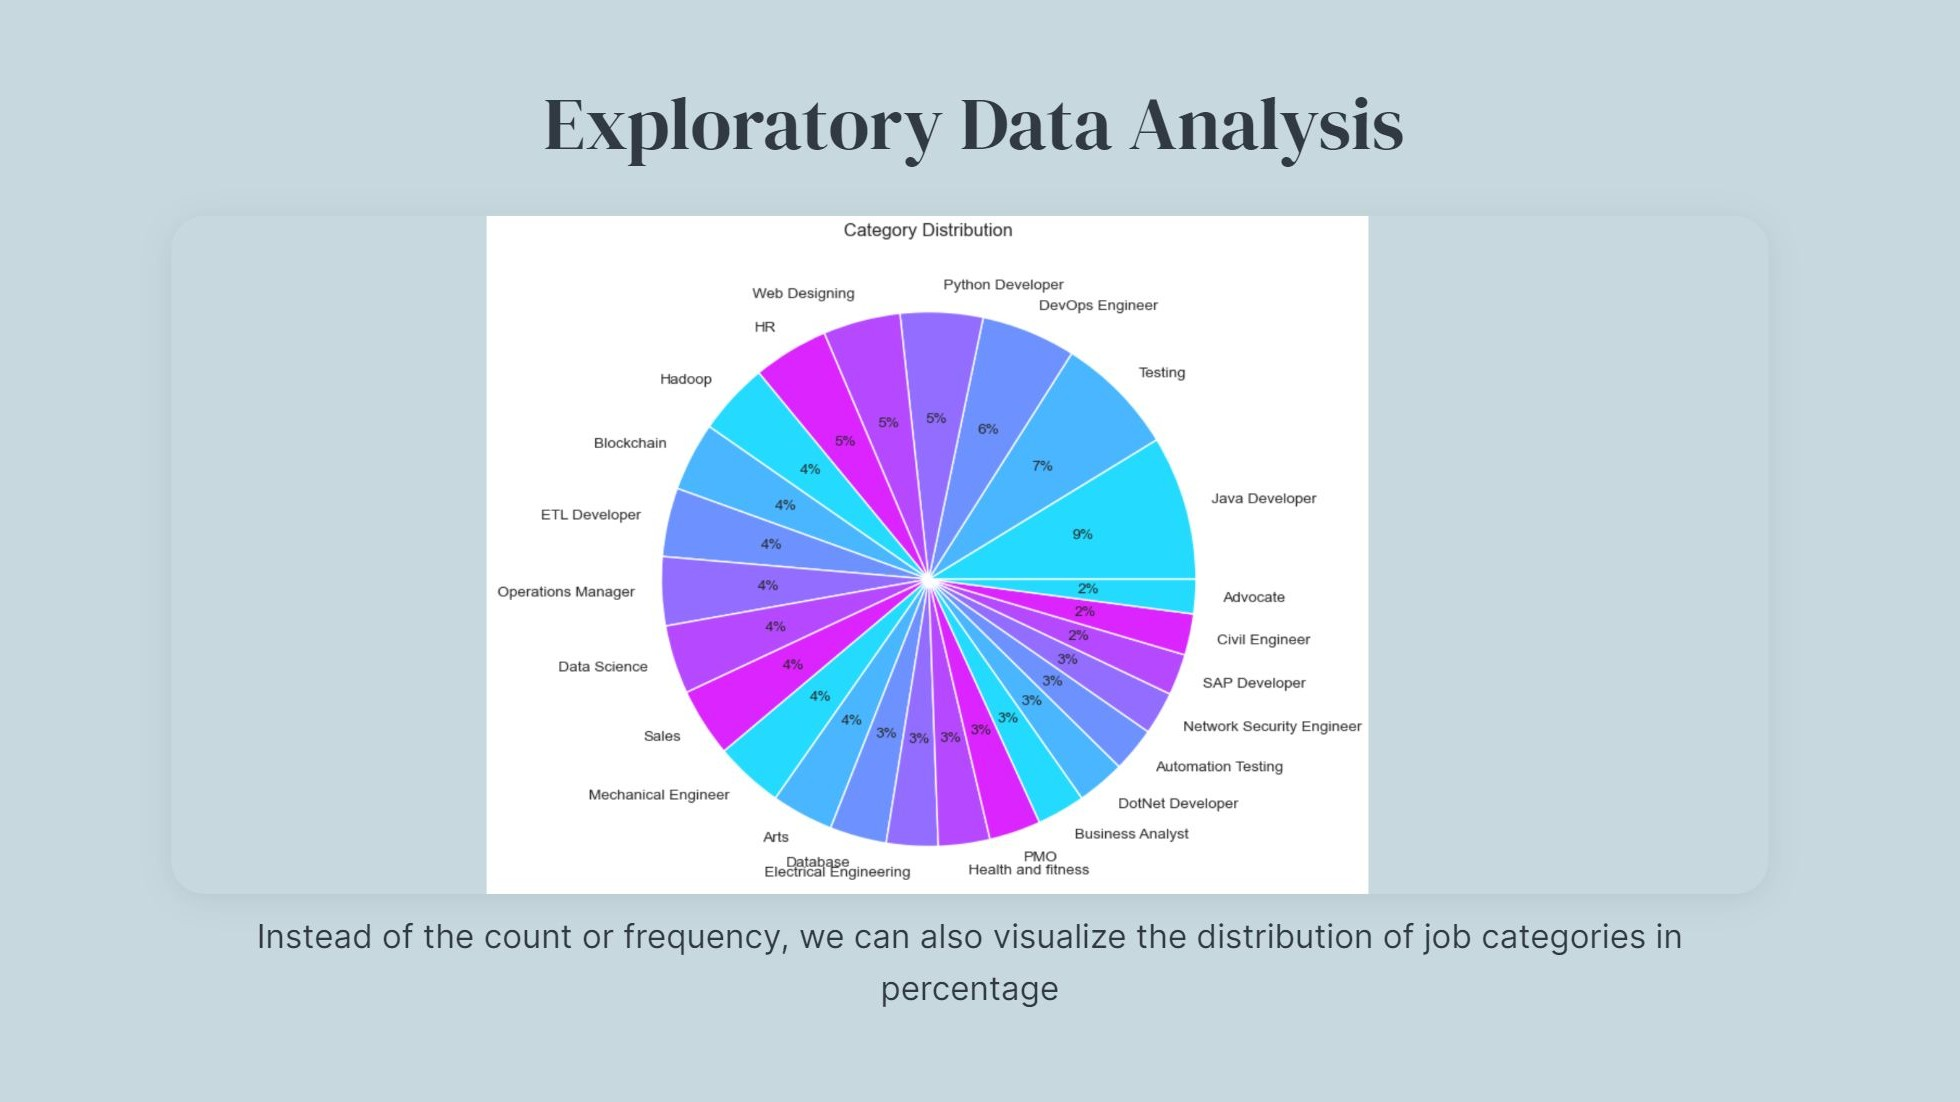 Exploratory Data Analysis
Category Distribution
Python Developer
Web Designing
DevOps Engineer
HR
Testing
Hadoop
Blockchain
Java Developer
ETL Developer
Operations Manager
Advocate
Civil Engineer
Data Science
SAP Developer
Network Security Engineer
Sales
Automation Testing
Mechanical Engineer
DotNet Developer
Business Analyst
Arts
PMO
Database
Health and fitness
Electrical Engineering
5%
5%
5%
6%
7%
9%
4%
4%
4%
4%
4%
4%
4%
4%
3%
3%
3%
3%
3%
3%
3%
3%
2%
2%
2%
Instead of the count or frequency, we can also visualize the distribution of job categories in
percentage